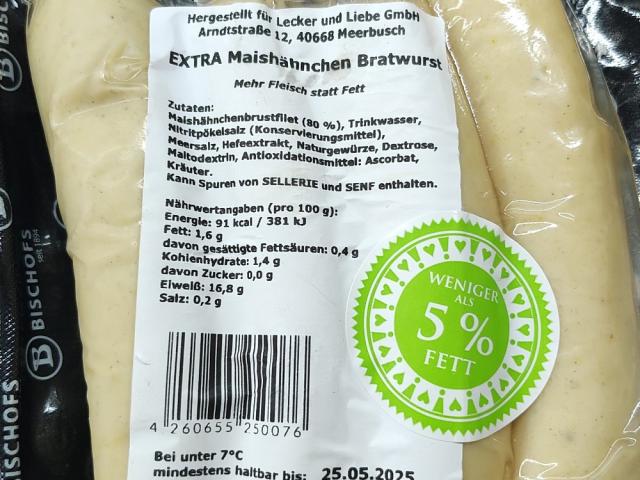 Hergestellt für Lecker und Liebe GmbH
Arndtstraße 12, 40668 Meerbusch
EXTRA Maishähnchen Bratwurst
Mehr Fleisch statt Fett
Zutaten:
Maishähnchenbrustfilet (80 %), Trinkwasser,
Nitritpökelsalz (Konservierungsmittel),
Meersalz, Hefeextrakt, Naturgewürze, Dextrose,
Maltodextrin, Antioxidationsmittel: Ascorbat,
Kräuter.
Kann Spuren von SELLERIE und SENF enthalten.
Nährwertangaben (pro 100 g):
Energie: 91 kcal / 381 kJ
Fett: 1,6 g
davon gesättigte Fettsäuren: 0,4 g
Kohlenhydrate: 1,4 g
davon Zucker: 0,0 g
Eiweiß: 16,8 g
Salz: 0,2 g
4 260655 250076
Bei unter 7°C
mindestens haltbar bis: 25.05.2025
WENIGER
ALS
5 %
FETT
B BISCHOFS
seit 1894
ISCHOFS
B